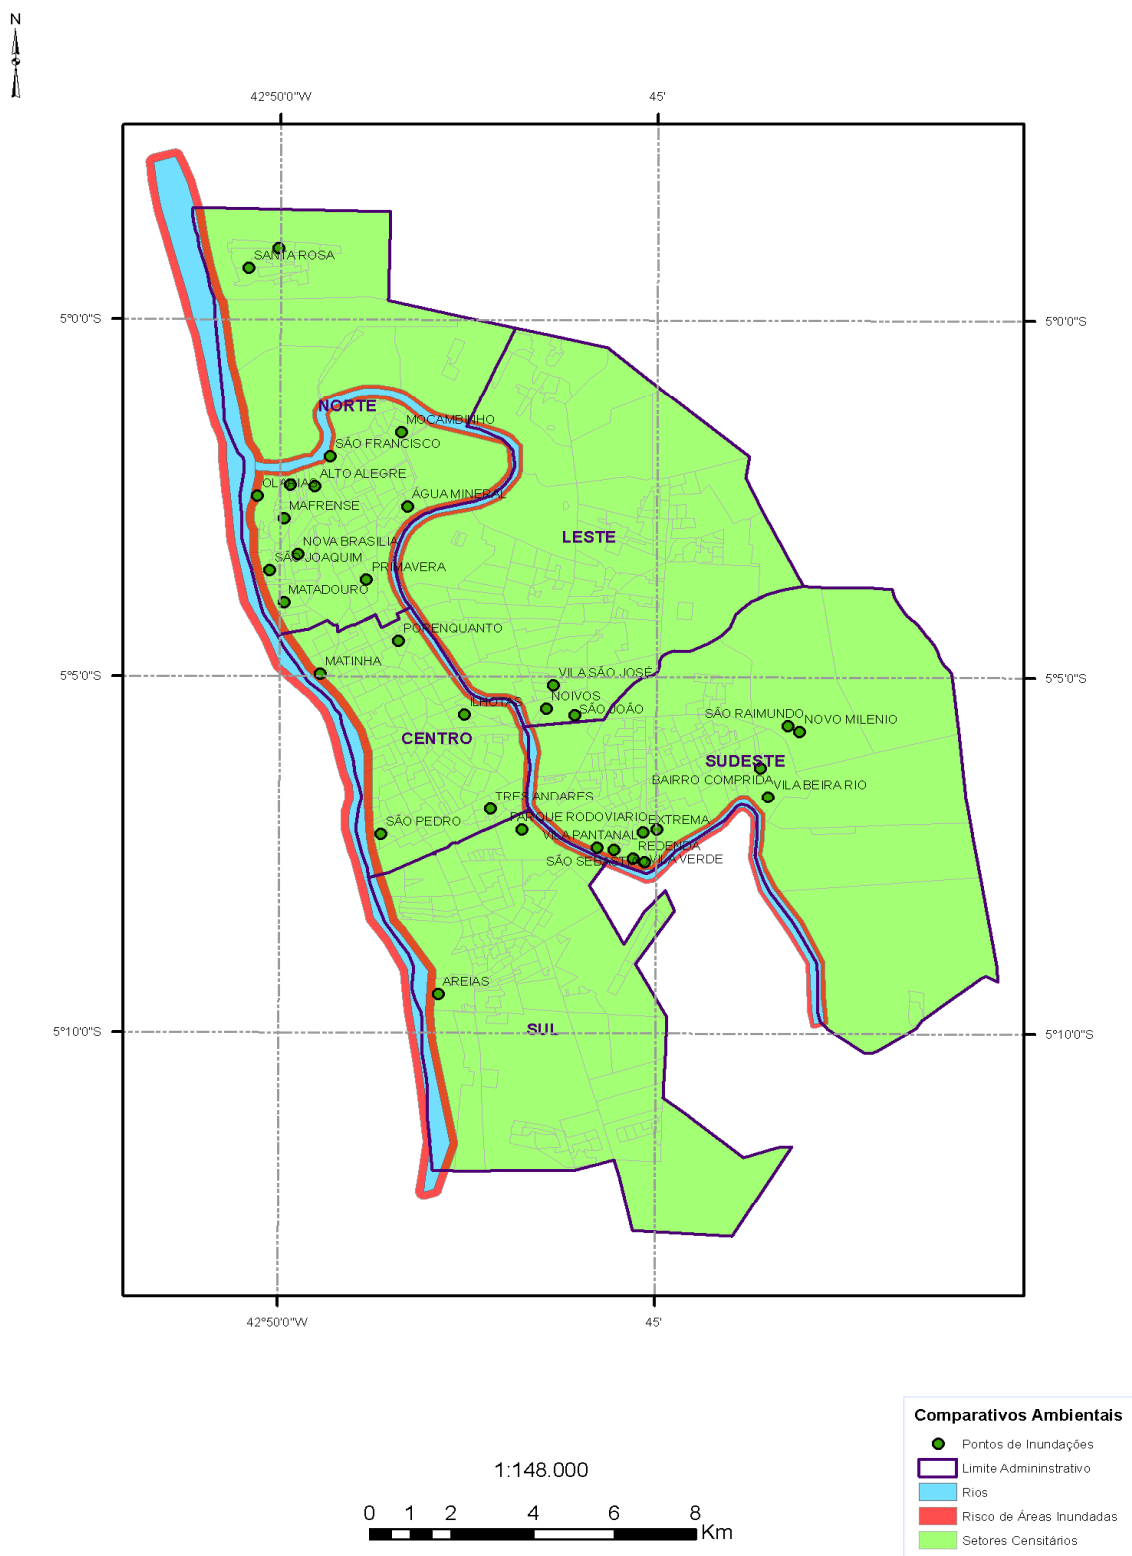 N
42°50'0"W
45'
SANTA ROSA
5°0'0"S
5°0'0"S
NORTE
MOCAMBINHO
SÃO FRANCISCO
ALTO ALEGRE
OLARIAS
ÁGUA MINERAL
MAFRENSE
LESTE
NOVA BRASILIA
SÃO JOAQUIM
PRIMAVERA
MATADOURO
PORENQUANTO
MATINHA
VILA SÃO JOSÉ
5°5'0"S
5°5'0"S
NOIVOS
ILHOTAS
SÃO JOÃO
SÃO RAIMUNDO
NOVO MILENIO
CENTRO
SUDESTE
BAIRRO COMPRIDA
VILA BEIRA RIO
TRES ANDARES
PARQUE RODOVIARIO
EXTREMA
SÃO PEDRO
VILA PANTANAL
REDENDA
SÃO SEBAST
VILA VERDE
AREIAS
SUL
5°10'0"S
5°10'0"S
42°50'0"W
45'
Comparativos Ambientais
Pontos de Inundações
Limite Admininstrativo
Rios
Risco de Áreas Inundadas
Setores Censitários
1:148.000
0 1 2 4 6 8
Km